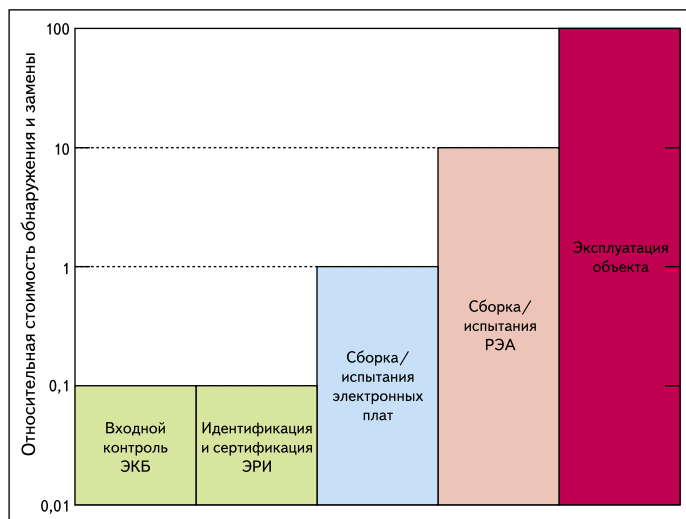 Относительная стоимость обнаружения и замены
100
10
1
0,1
0,01
Входной
контроль
ЭКБ
Идентификация
и сертификация
ЭРИ
Сборка/
испытания
электронных
плат
Сборка/
испытания
РЭА
Эксплуатация
объекта